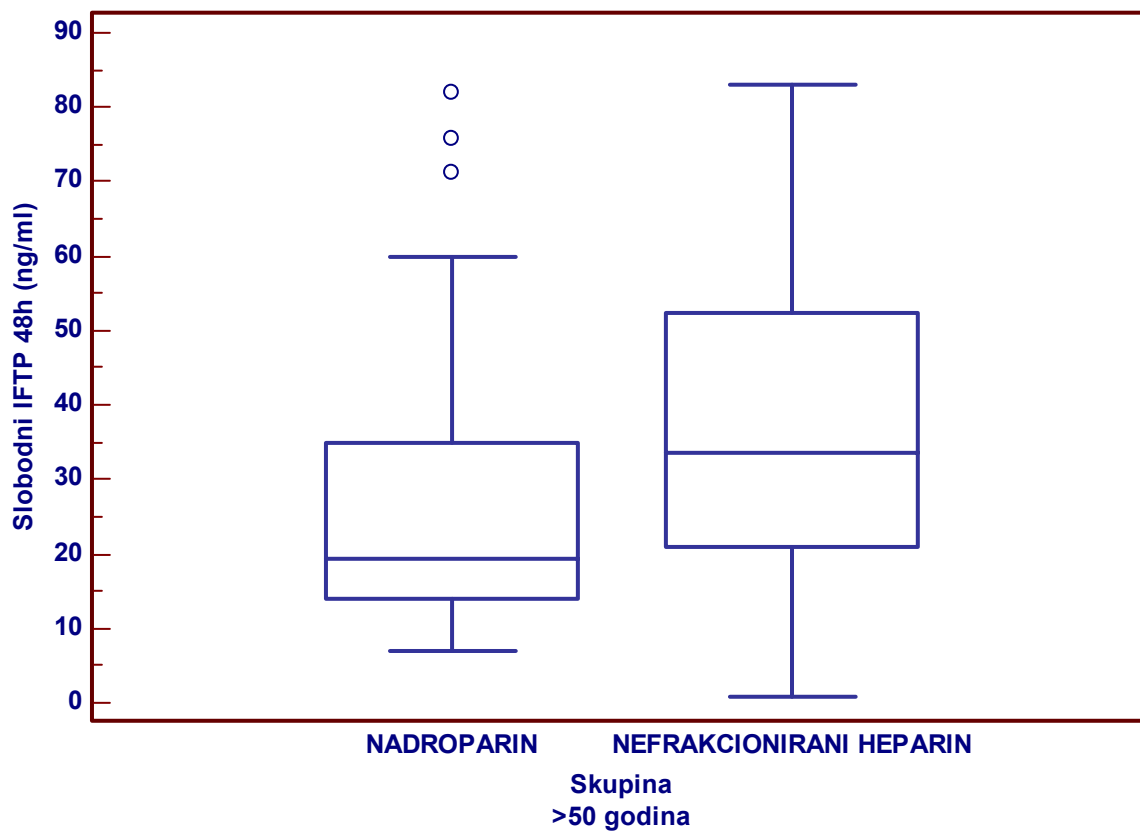 Slobodni IFTP 48h (ng/ml)
90
80
70
60
50
40
30
20
10
0
NADROPARIN
NEFRAKCIONIRANI HEPARIN
Skupina
>50 godina